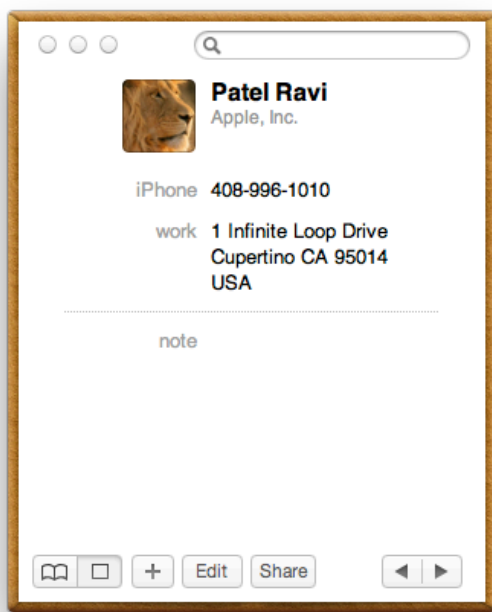 Patel Ravi
Apple, Inc.
iPhone 408-996-1010
work 1 Infinite Loop Drive
Cupertino CA 95014
USA
note
+ Edit Share